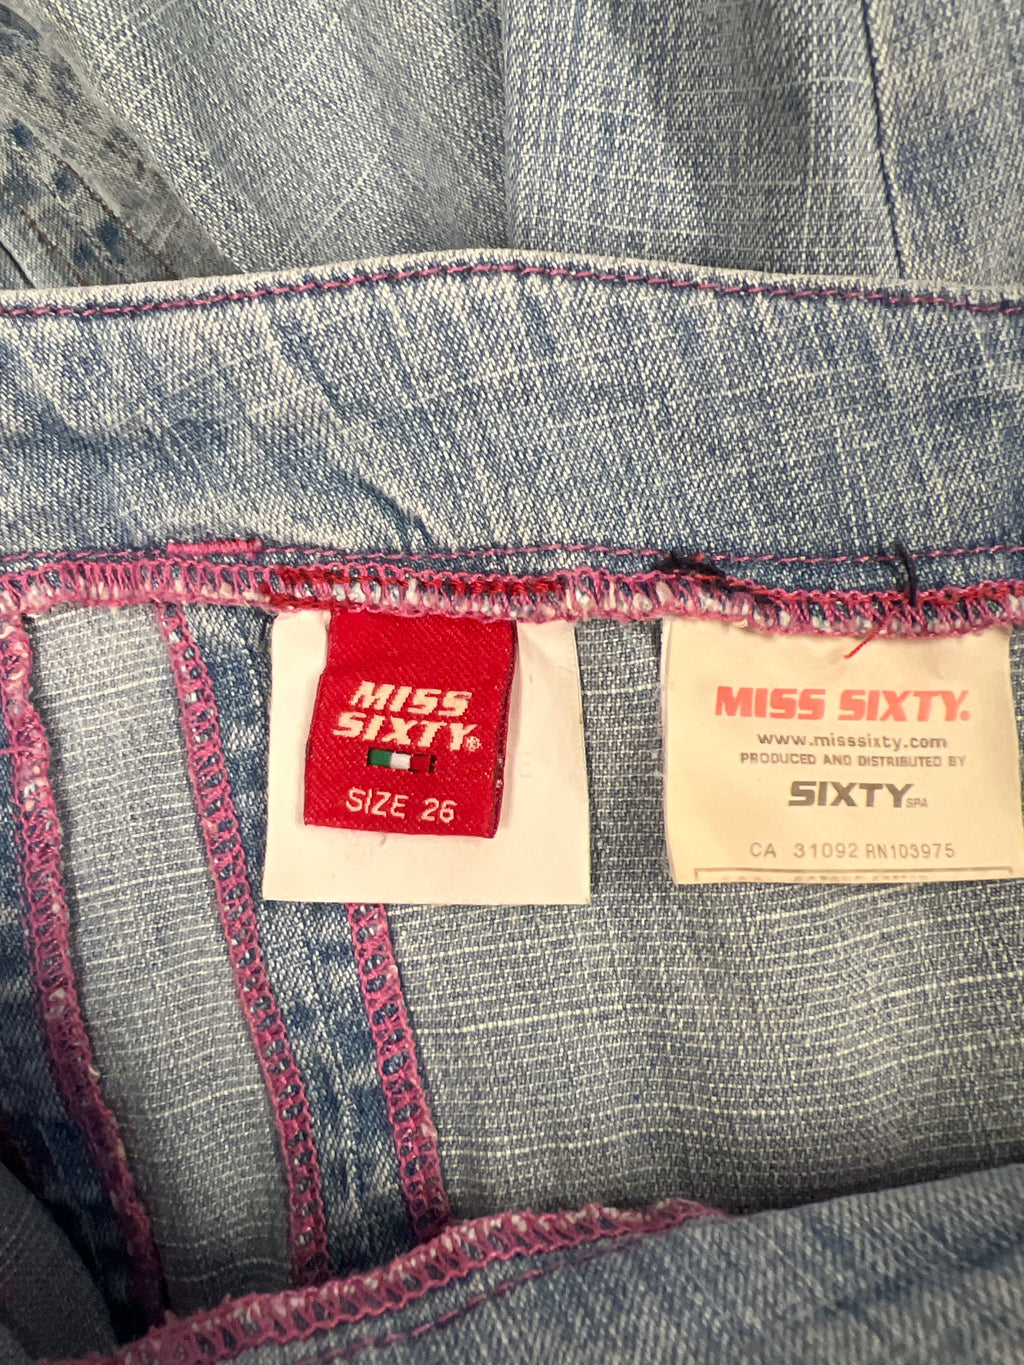 MISS
SIXTY®
SIZE 26
MISS SIXTY.
www.misssixty.com
PRODUCED AND DISTRIBUTED BY
SIXTY SPA
CA 31092 RN103975